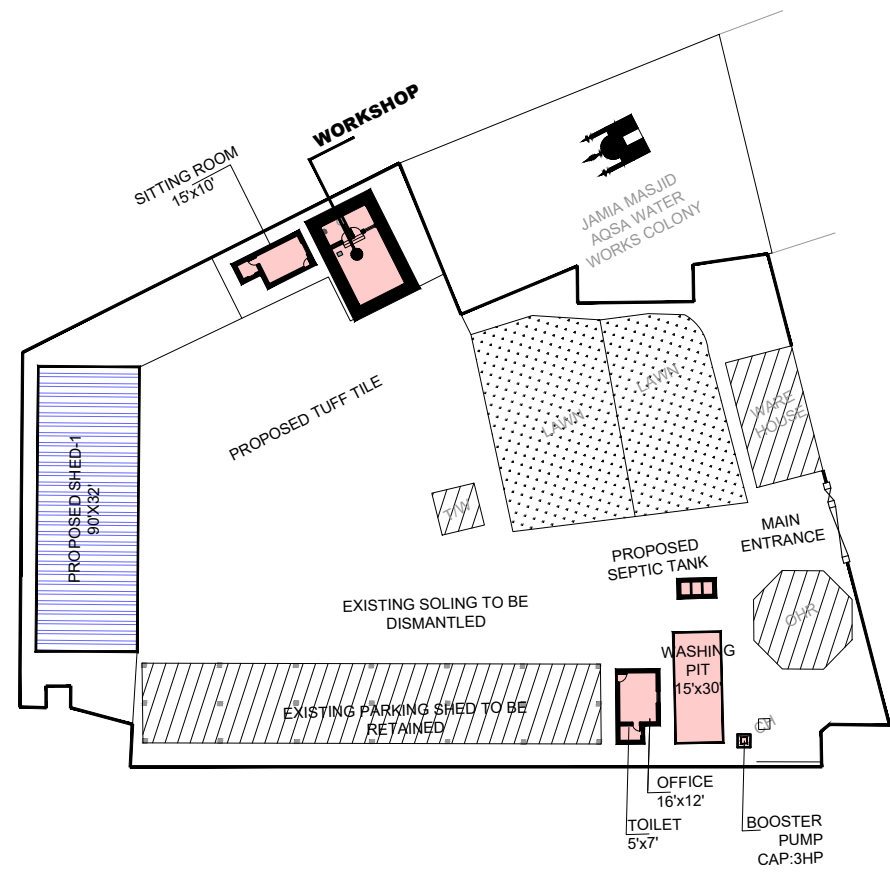 WORKSHOP
SITTING ROOM
15'x10'
JAMIA MASJID
AQSA WATER
WORKS COLONY
PROPOSED TUFF TILE
LAWN
LAWN
WARE
HOUSE
PROPOSED SHED-1
90'X32'
T/W
MAIN
ENTRANCE
PROPOSED
SEPTIC TANK
EXISTING SOLING TO BE
DISMANTLED
OHR
WASHING
PIT
15'x30'
EXISTING PARKING SHED TO BE
RETAINED
OFFICE
16'x12'
TOILET
5'x7'
BOOSTER
PUMP
CAP:3HP